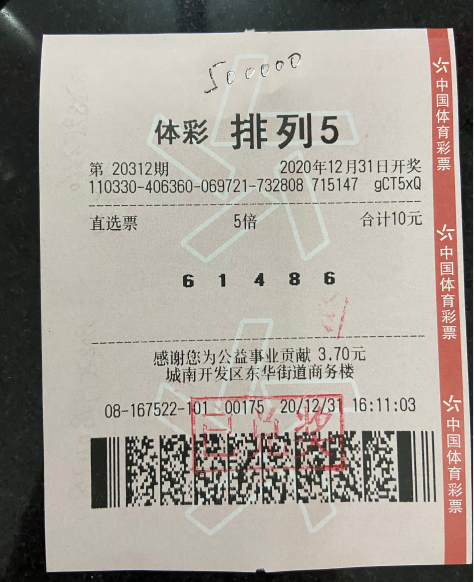 500000
体彩 排列5
第 20312期 2020年12月31日开奖
110330-406360-069721-732808 715147 gCT5xQ
直选票 5倍 合计10元
6 1 4 8 6
感谢您为公益事业贡献 3.70元
城南开发区东华街道商务楼
08-167522-101 00175 20/12/31 16:11:03
已兑奖
中国体育彩票
中国体育彩票
中国体育彩票